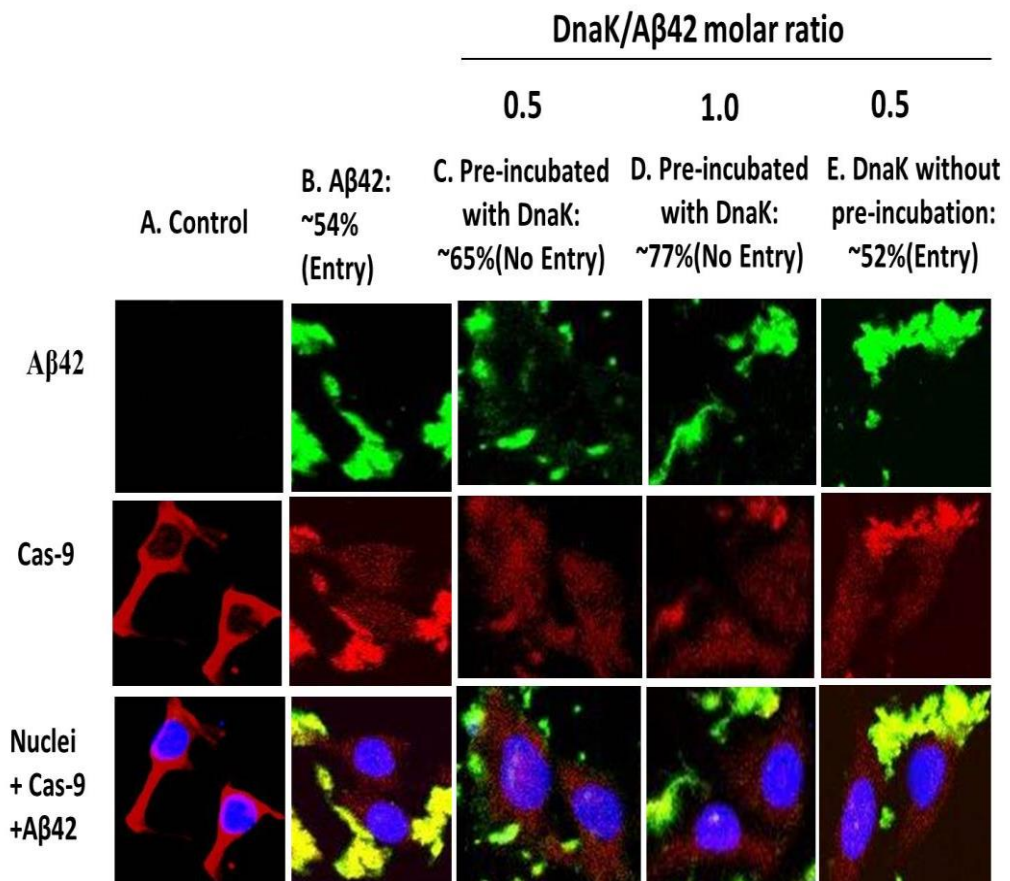 DnaK/Aβ42 molar ratio
0.5
1.0
0.5
A. Control
B. Aβ42:
~54%
(Entry)
C. Pre-incubated
with DnaK:
~65%(No Entry)
D. Pre-incubated
with DnaK:
~77%(No Entry)
E. DnaK without
pre-incubation:
~52%(Entry)
Aβ42
Cas-9
Nuclei
+ Cas-9
+Aβ42